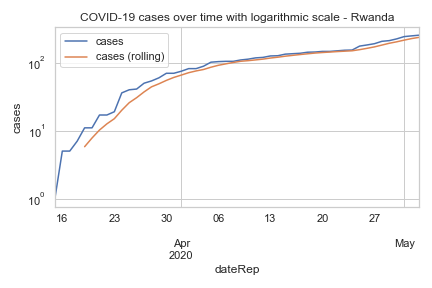 COVID-19 cases over time with logarithmic scale - Rwanda
cases
cases (rolling)
10²
10¹
10⁰
cases
16 23 30 06 13 20 27
Apr May
2020
dateRep